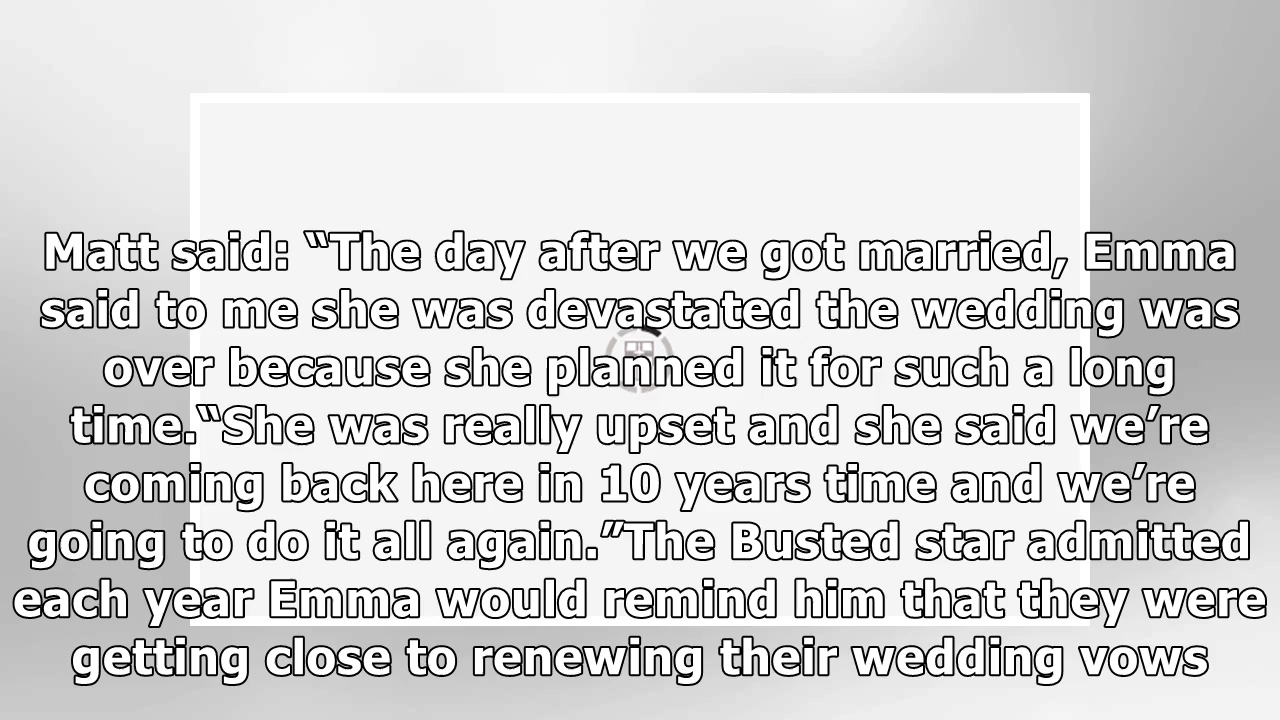 Matt said: “The day after we got married, Emma
said to me she was devastated the wedding was
over because she planned it for such a long
time.“She was really upset and she said we’re
coming back here in 10 years time and we’re
going to do it all again.”The Busted star admitted
each year Emma would remind him that they were
getting close to renewing their wedding vows